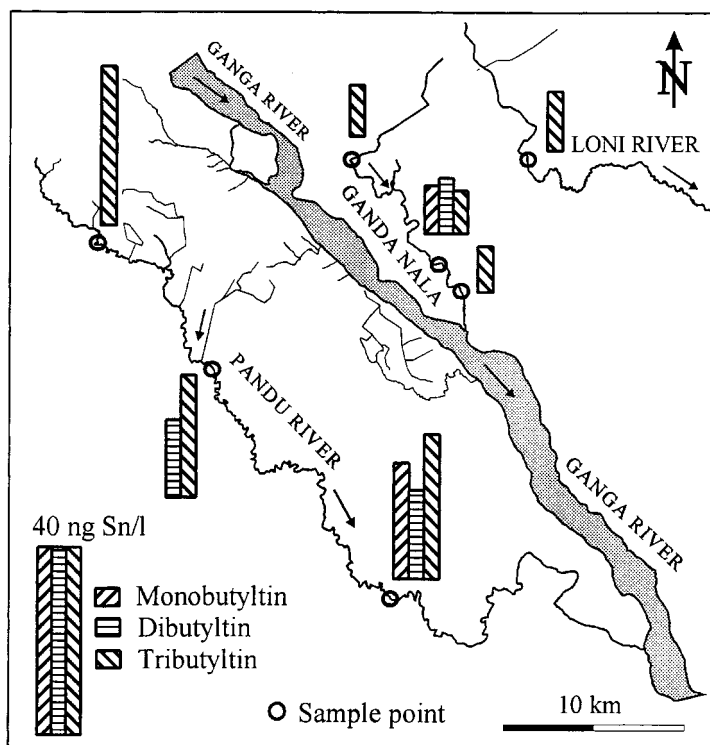 GANGA RIVER
N
LONI RIVER
GANDA NALA
PANDU RIVER
GANGA RIVER
40 ng Sn/l
Monobutyltin
Dibutyltin
Tributyltin
Sample point
10 km